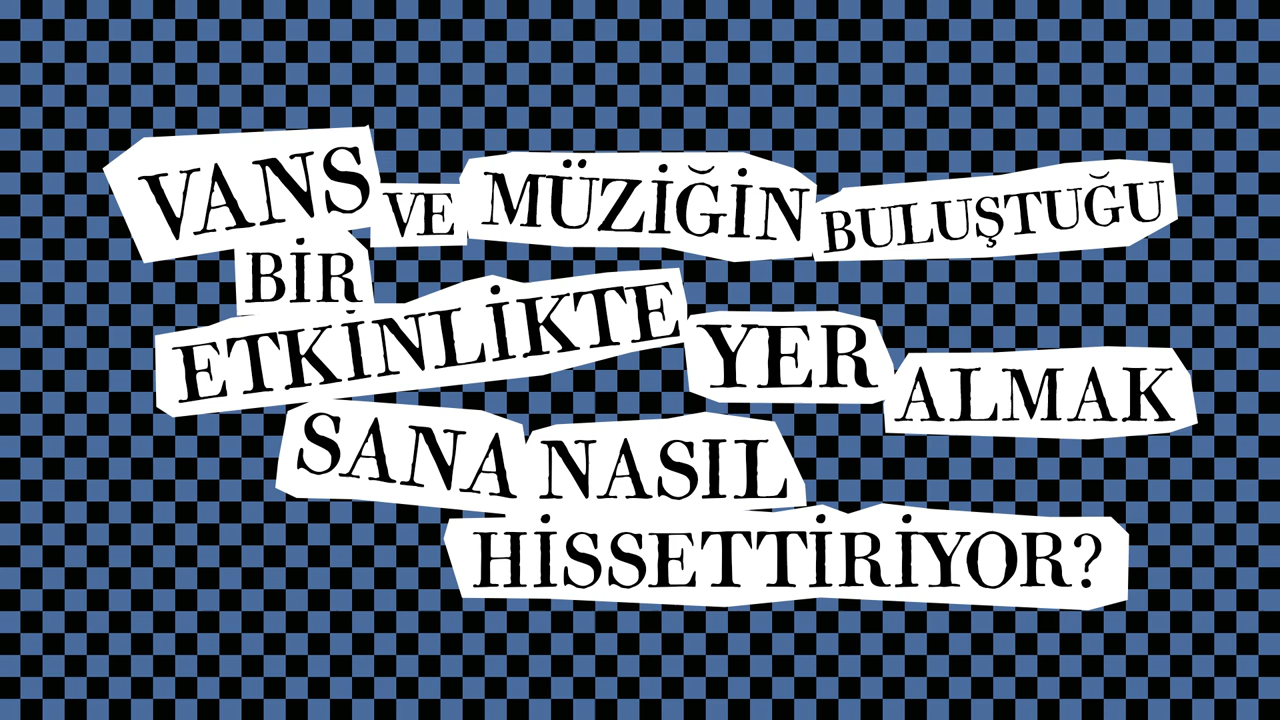 VANS VE MÜZİĞİN BULUŞTUĞU
BİR
ETKİNLİKTE YER ALMAK
SANA NASIL
HİSSETTİRİYOR?